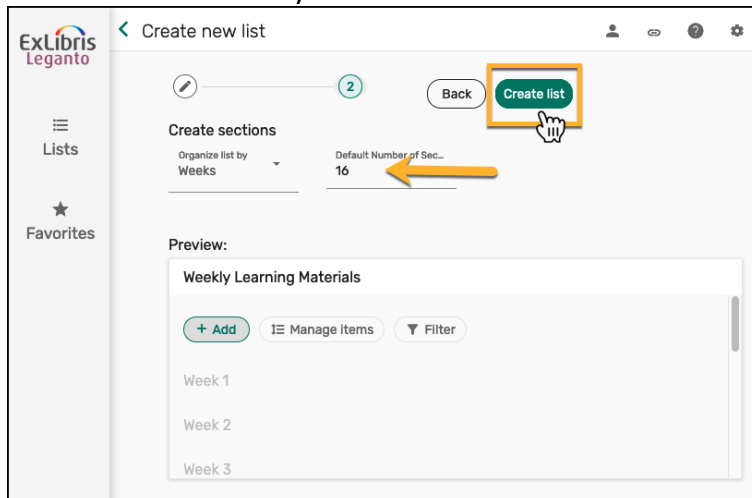 ExLibris
Leganto
Create new list
2
Back
Create list
Lists
Create sections
Organize list by
Weeks
Default Number of Sec...
16
Favorites
Preview:
Weekly Learning Materials
+ Add
Manage items
Filter
Week 1
Week 2
Week 3